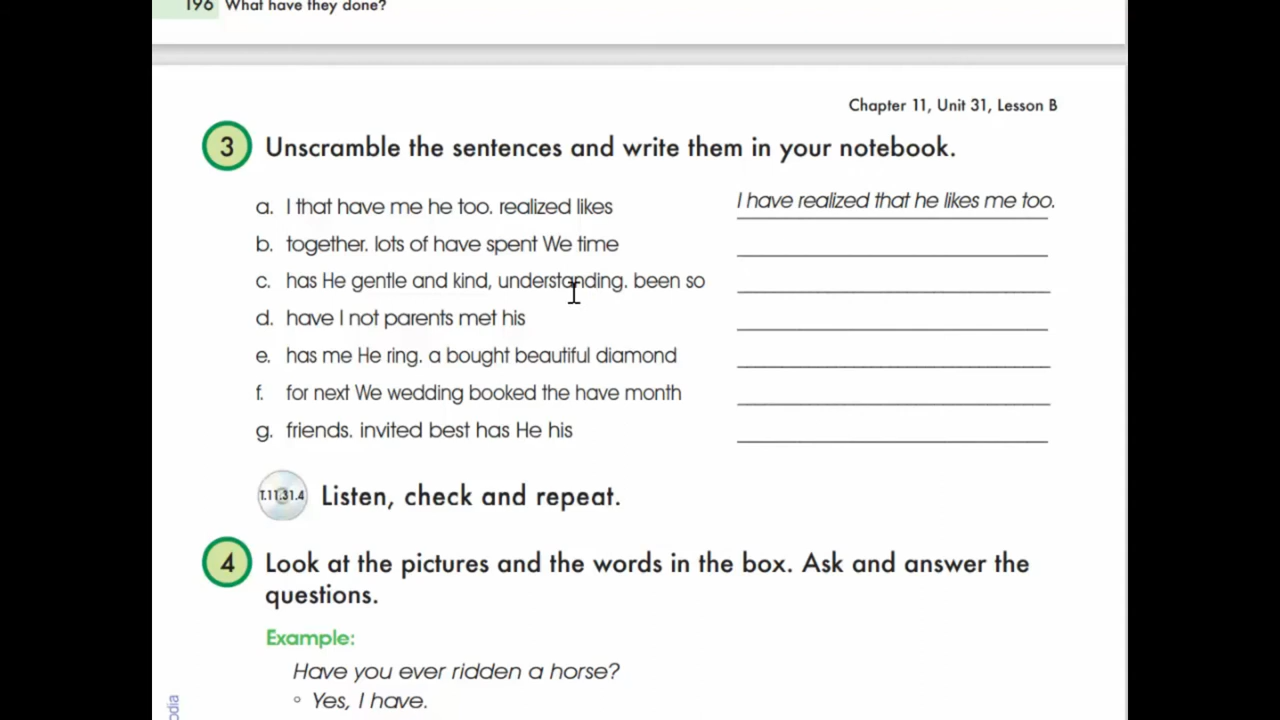 196 What have they done?
Chapter 11, Unit 31, Lesson B
3 Unscramble the sentences and write them in your notebook.
a. I that have me he too. realized likes I have realized that he likes me too.
b. together. lots of have spent We time
c. has He gentle and kind, understanding. been so
d. have I not parents met his
e. has me He ring. a bought beautiful diamond
f. for next We wedding booked the have month
g. friends. invited best has He his
T.11.31.4 Listen, check and repeat.
4 Look at the pictures and the words in the box. Ask and answer the
questions.
Example:
Have you ever ridden a horse?
° Yes, I have.